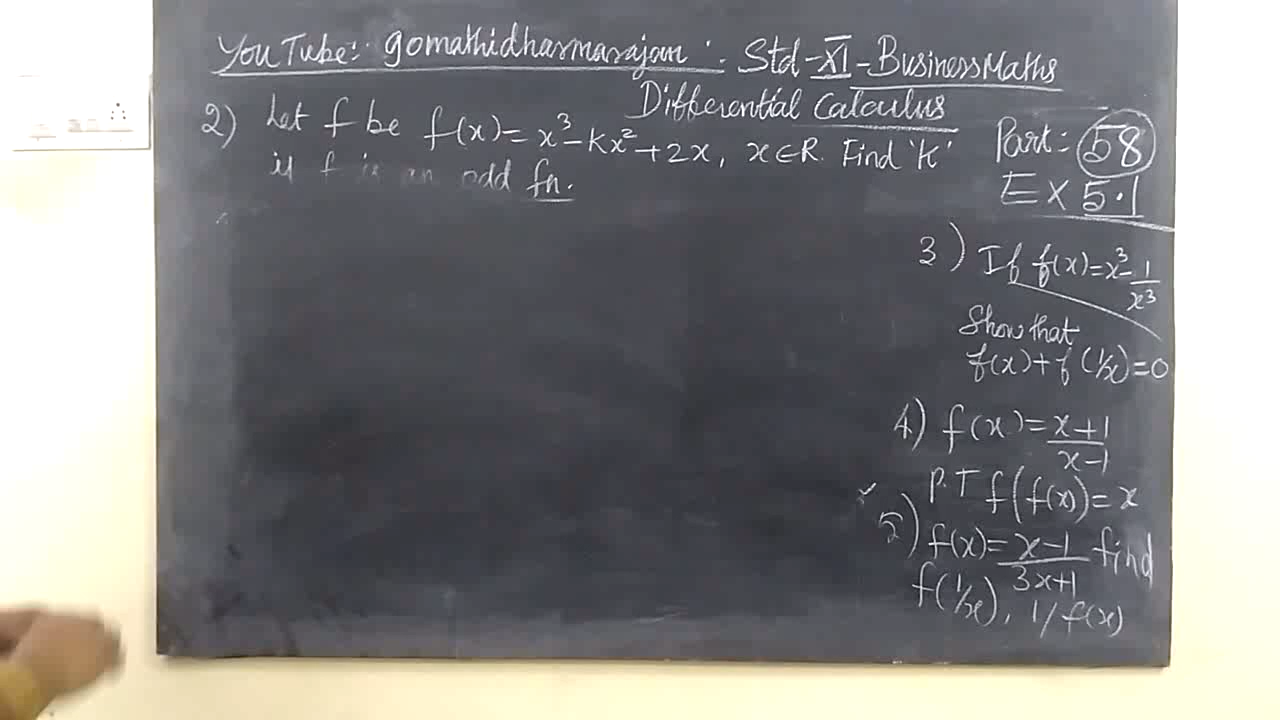 YouTube: gomathidharmarajan: Std-XI-BusinessMaths
Differential Calculus
2) Let f be f(x)=x³-Kx²+2x, x∈R. Find 'K'
if f is an odd fn.
Part: 58
EX 5.1
3) If f(x)=x³-1/x³
Show that
f(x)+f(1/x)=0
4) f(x)=x+1/x-1
P.T f(f(x))=x
5) f(x)=x-1/3x+1 find
f(1/x), 1/f(x)